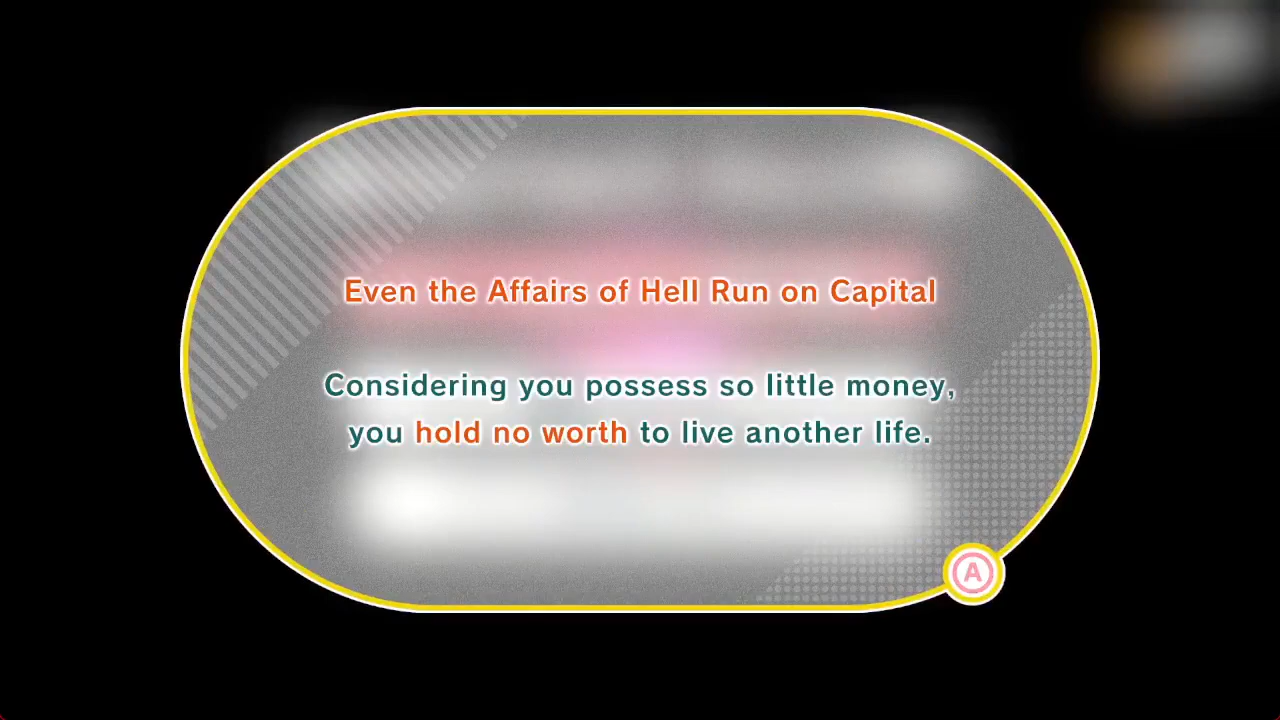 Even the Affairs of Hell Run on Capital
Considering you possess so little money,
you hold no worth to live another life.
A